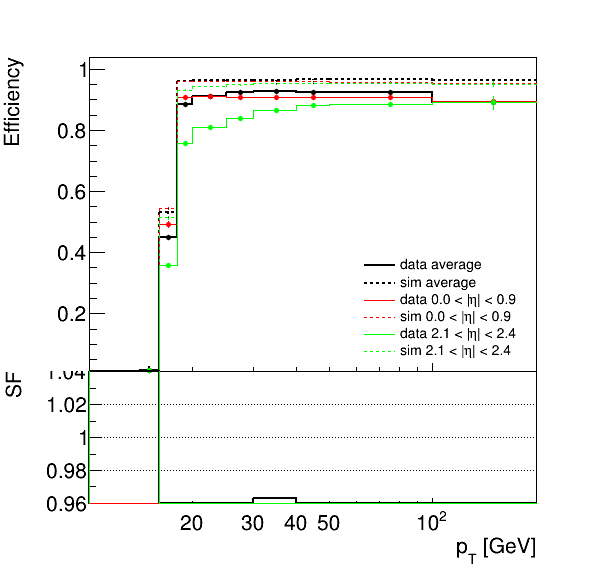 Efficiency
1
0.8
0.6
0.4
0.2
data average
sim average
data 0.0 < |η| < 0.9
sim 0.0 < |η| < 0.9
data 2.1 < |η| < 2.4
sim 2.1 < |η| < 2.4
SF
1.04
1.02
1
0.98
0.96
20 30 40 50 10²
p_T [GeV]